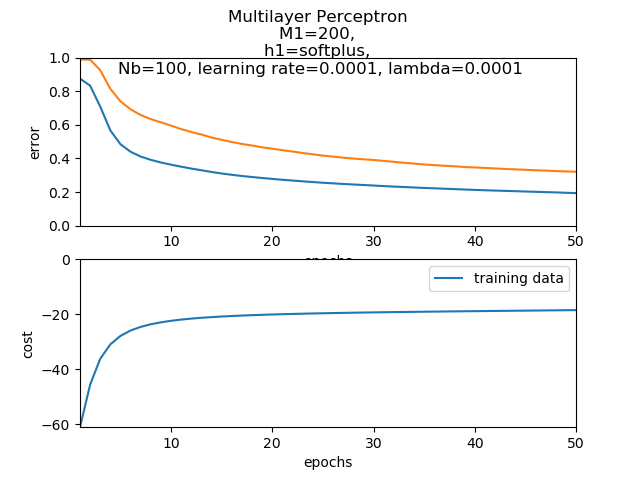 Multilayer Perceptron
M1=200,
h1=softplus,
Nb=100, learning rate=0.0001, lambda=0.0001
1.0
0.8
0.6
0.4
0.2
0.0
error
10
20
30
40
50
epochs
0
−20
−40
−60
cost
training data
10
20
30
40
50
epochs